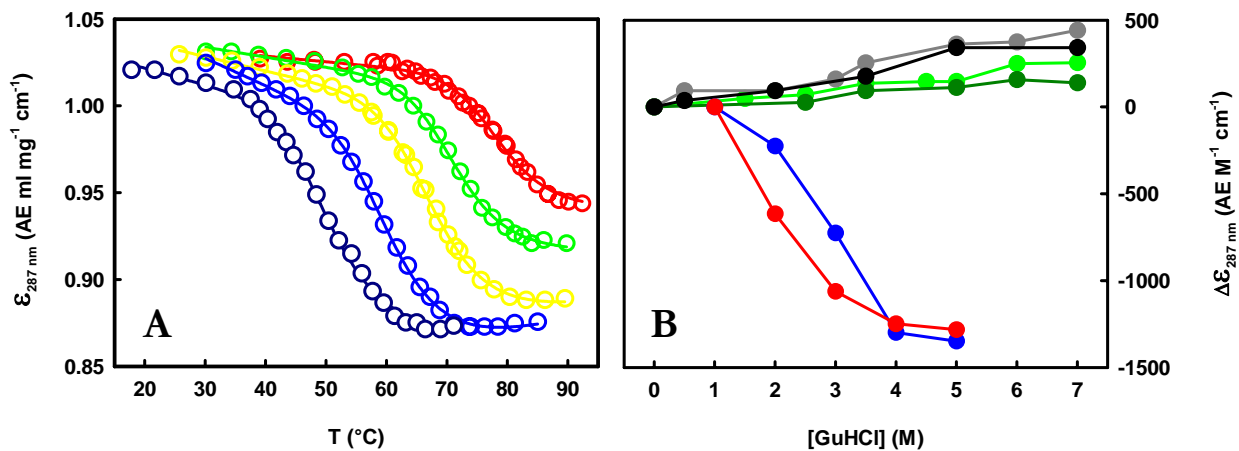 1.05
1.00
0.95
0.90
0.85
ε287 nm (AE ml mg-1 cm-1)
A
20 30 40 50 60 70 80 90
T (°C)
500
0
-500
-1000
-1500
Δε287 nm (AE M-1 cm-1)
B
0 1 2 3 4 5 6 7
[GuHCl] (M)